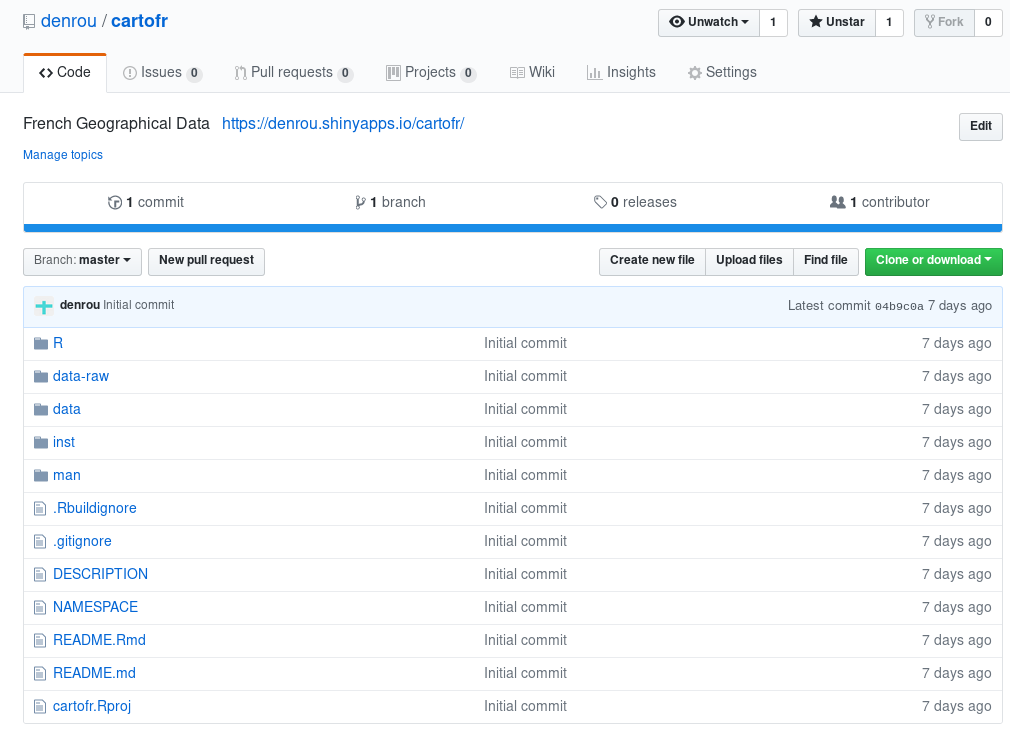 denrou / cartofr Unwatch 1 Unstar 1 Fork 0
Code Issues 0 Pull requests 0 Projects 0 Wiki Insights Settings
French Geographical Data https://denrou.shinyapps.io/cartofr/ Edit
Manage topics
1 commit 1 branch 0 releases 1 contributor
Branch: master New pull request Create new file Upload files Find file Clone or download
denrou Initial commit Latest commit 04b9c0a 7 days ago
R Initial commit 7 days ago
data-raw Initial commit 7 days ago
data Initial commit 7 days ago
inst Initial commit 7 days ago
man Initial commit 7 days ago
.Rbuildignore Initial commit 7 days ago
.gitignore Initial commit 7 days ago
DESCRIPTION Initial commit 7 days ago
NAMESPACE Initial commit 7 days ago
README.Rmd Initial commit 7 days ago
README.md Initial commit 7 days ago
cartofr.Rproj Initial commit 7 days ago